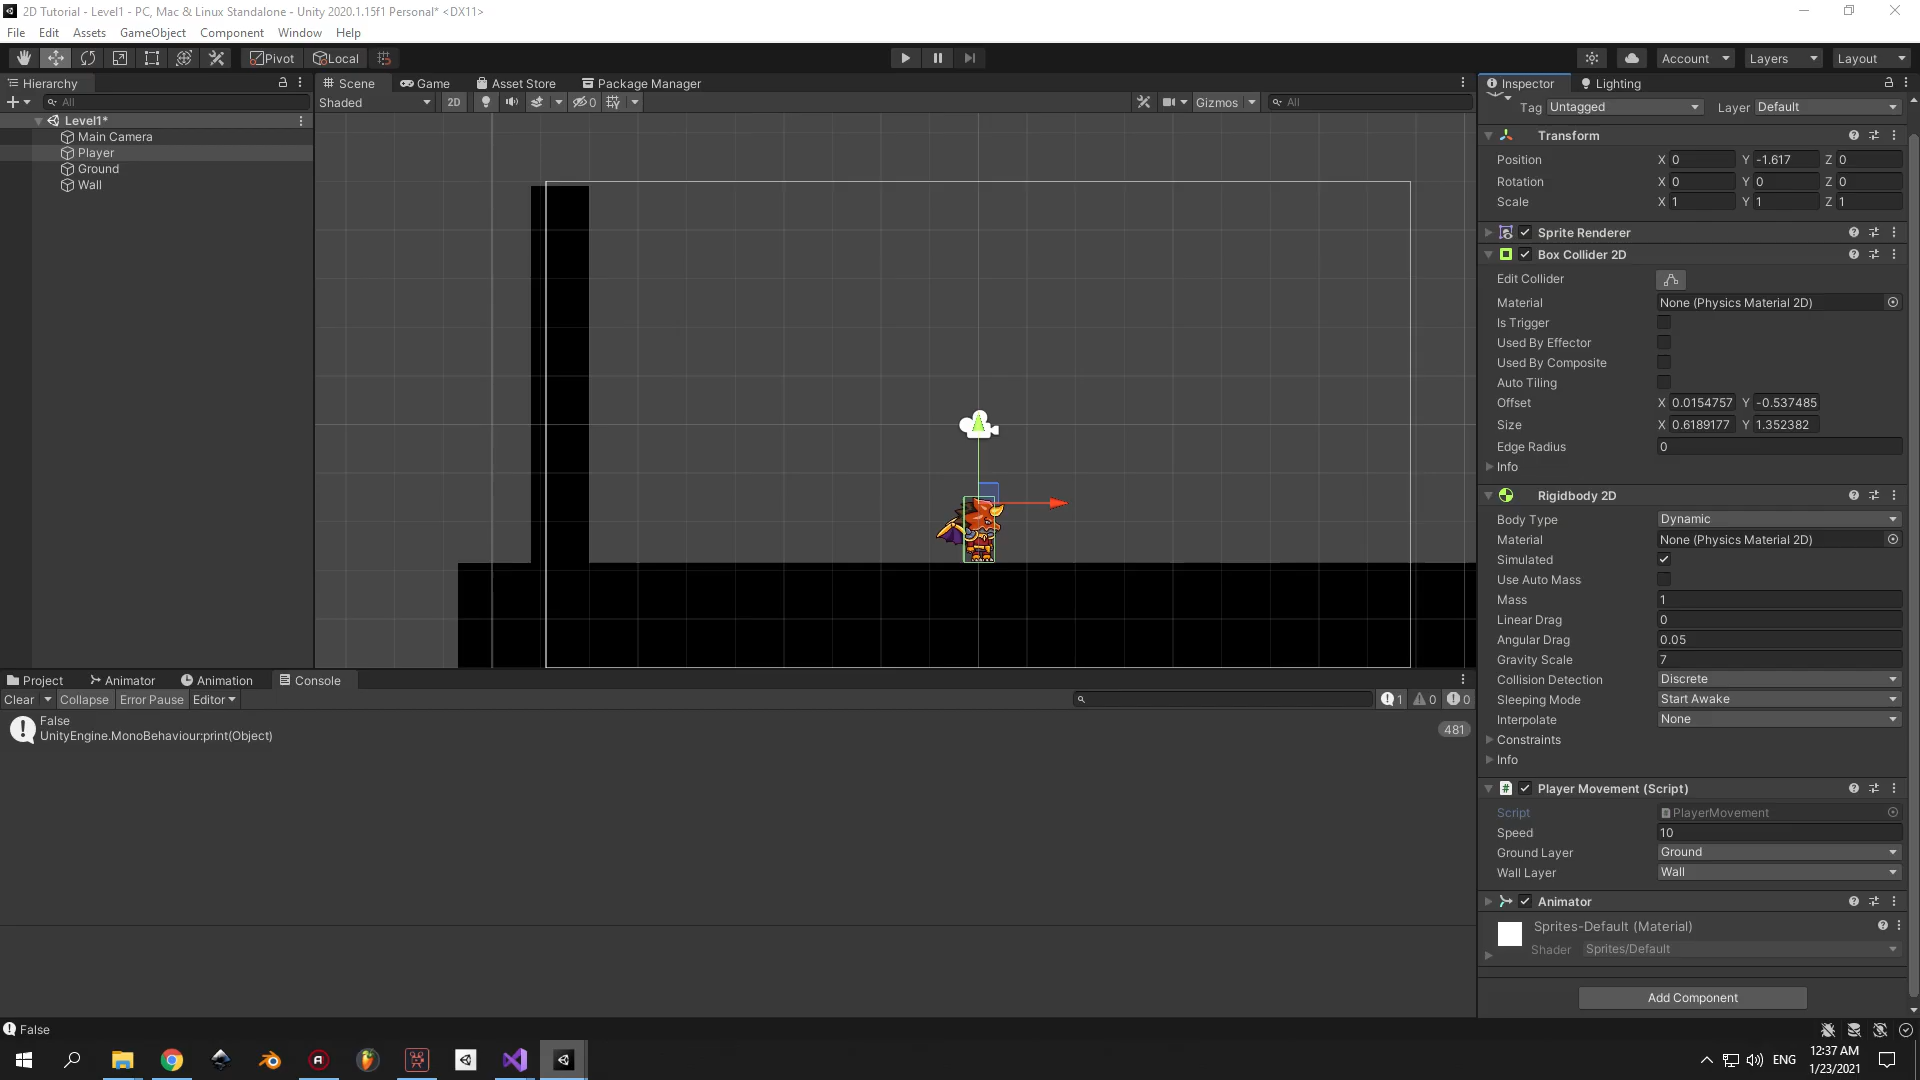 2D Tutorial - Level1 - PC, Mac & Linux Standalone - Unity 2020.1.15f1 Personal* <DX11>
File Edit Assets GameObject Component Window Help
Pivot Local Account Layers Layout
Hierarchy
All
Level1*
Main Camera
Player
Ground
Wall
Scene Game Asset Store Package Manager
Shaded 2D 0 Gizmos All
Inspector Lighting
Tag Untagged Layer Default
Transform
Position X 0 Y -1.617 Z 0
Rotation X 0 Y 0 Z 0
Scale X 1 Y 1 Z 1
Sprite Renderer
Box Collider 2D
Edit Collider
Material None (Physics Material 2D)
Is Trigger
Used By Effector
Used By Composite
Auto Tiling
Offset X 0.0154757 Y -0.537485
Size X 0.6189177 Y 1.352382
Edge Radius 0
Info
Rigidbody 2D
Body Type Dynamic
Material None (Physics Material 2D)
Simulated
Use Auto Mass
Mass 1
Linear Drag 0
Angular Drag 0.05
Gravity Scale 7
Collision Detection Discrete
Sleeping Mode Start Awake
Interpolate None
Constraints
Info
Player Movement (Script)
Script PlayerMovement
Speed 10
Ground Layer Ground
Wall Layer Wall
Animator
Sprites-Default (Material)
Shader Sprites/Default
Add Component
Project Animator Animation Console
Clear Collapse Error Pause Editor 1 0 0
False
UnityEngine.MonoBehaviour:print(Object)
481
False
ENG
12:37 AM
1/23/2021